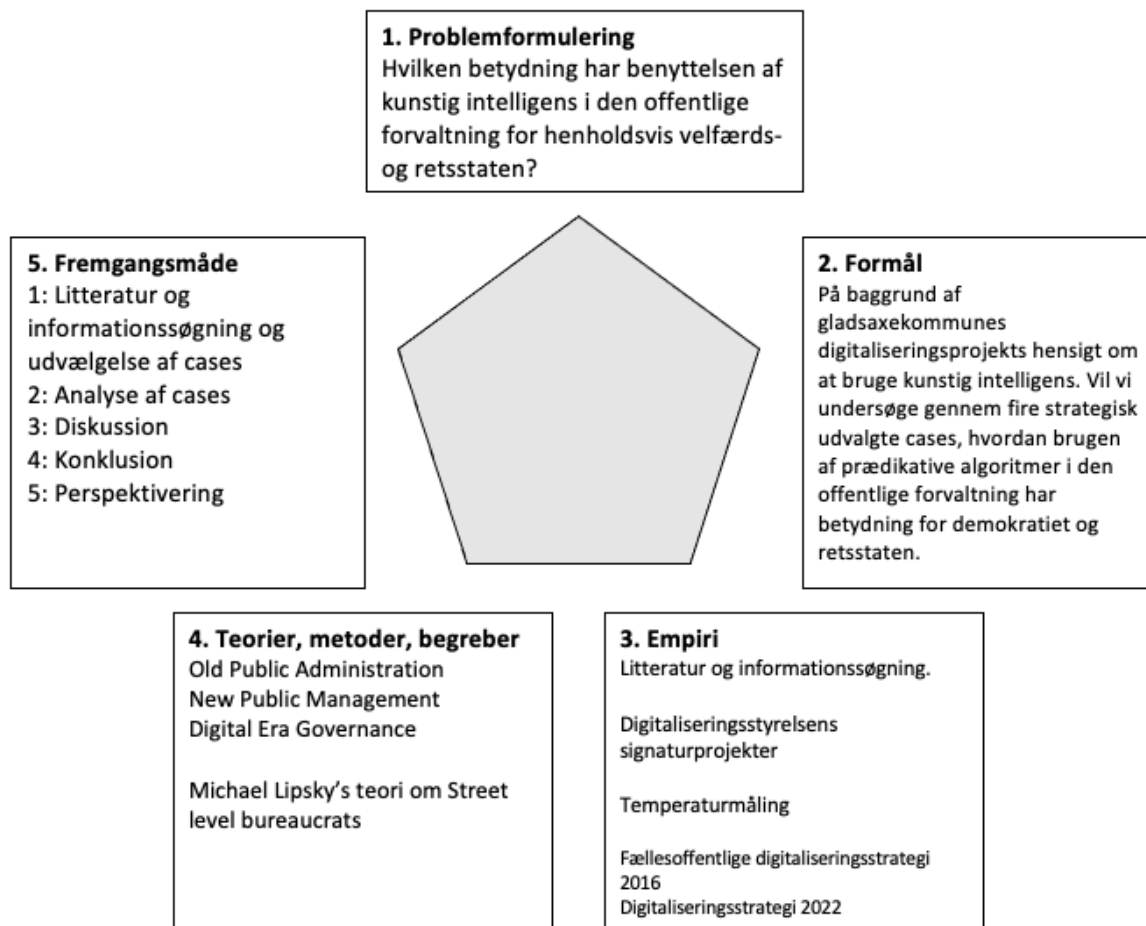 1. Problemformulering
Hvilken betydning har benyttelsen af
kunstig intelligens i den offentlige
forvaltning for henholdsvis velfærds-
og retsstaten?
2. Formål
På baggrund af
gladsaxekommunes
digitaliseringsprojekts hensigt om
at bruge kunstig intelligens. Vil vi
undersøge gennem fire strategisk
udvalgte cases, hvordan brugen
af prædikative algoritmer i den
offentlige forvaltning har
betydning for demokratiet og
retsstaten.
3. Empiri
Litteratur og informationssøgning.
Digitaliseringsstyrelsens
signaturprojekter
Temperaturmåling
Fællesoffentlige digitaliseringsstrategi
2016
Digitaliseringsstrategi 2022
4. Teorier, metoder, begreber
Old Public Administration
New Public Management
Digital Era Governance
Michael Lipsky’s teori om Street
level bureaucrats
5. Fremgangsmåde
1: Litteratur og
informationssøgning og
udvælgelse af cases
2: Analyse af cases
3: Diskussion
4: Konklusion
5: Perspektivering